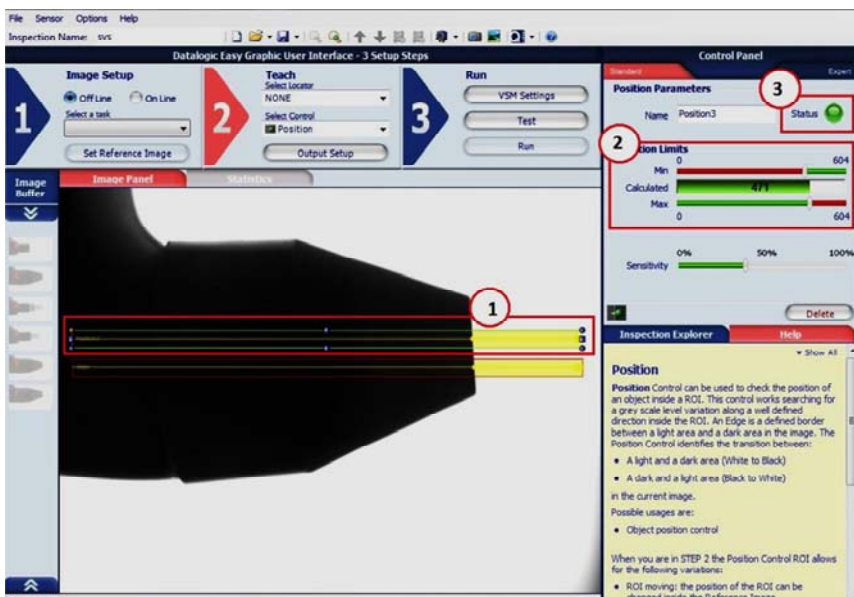 File Sensor Options Help
Inspection Name: svs
Datalogic Easy Graphic User Interface - 3 Setup Steps
Control Panel
1
Image Setup
Off Line On Line
Select a task
Set Reference Image
2
Teach
Select Locator
NONE
Select Control
Position
Output Setup
3
Run
VSM Settings
Test
Run
Standard Expert
Position Parameters
3
Name Position3 Status
2
Position Limits
0 604
Min
Calculated 471
Max
0 604
0% 50% 100%
Sensitivity
Delete
Image Buffer
Image Panel Statistics
1
Inspection Explorer Help
Show All
Position
Position Control can be used to check the position of
an object inside a ROI. This control works searching for
a grey scale level variation along a well defined
direction inside the ROI. An Edge is a defined border
between a light area and a dark area in the image. The
Position Control identifies the transition between:
• A light and a dark area (White to Black)
• A dark and a light area (Black to White)
in the current image.
Possible usages are:
• Object position control
When you are in STEP 2 the Position Control ROI allows
for the following variations:
• ROI moving: the position of the ROI can be
changed inside the Reference Image